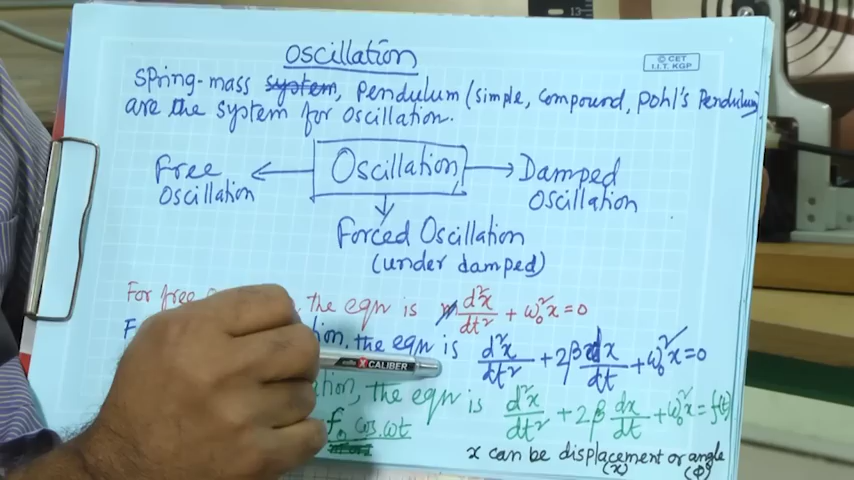 Oscillation
© CET
I.I.T. KGP
Spring-mass system, Pendulum (simple, compound, Pohl's Pendulum)
are the system for oscillation.
Free
Oscillation
Oscillation
Damped
Oscillation
Forced Oscillation
(under damped)
For free the eqn is m d²x/dt² + ω₀²x = 0
F the eqn is d²x/dt² + 2β dx/dt + ω₀²x = 0
the eqn is d²x/dt² + 2β dx/dt + ω₀²x = f(t)
f₀ cos ωt
x can be displacement or angle
(x) (φ)
X CALIBER
13